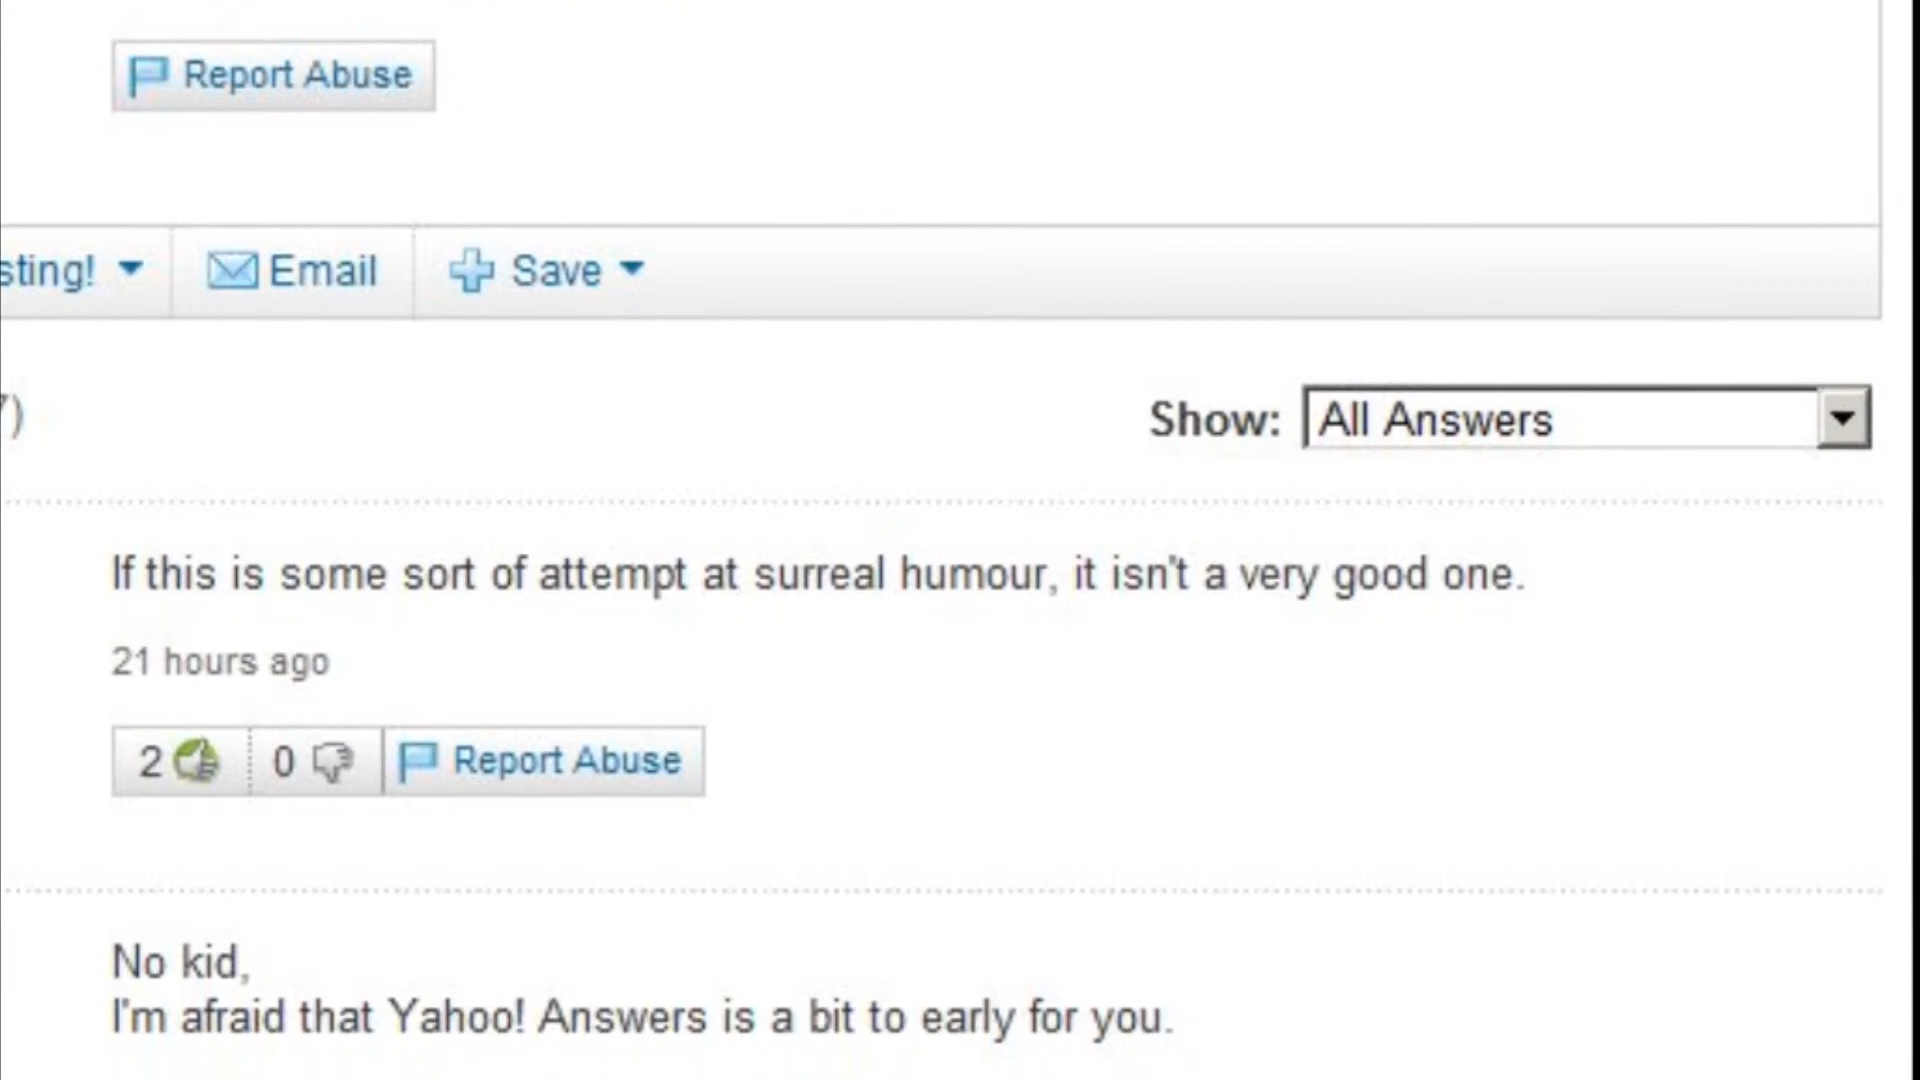 Report Abuse
sting! Email Save
7)
Show: All Answers
If this is some sort of attempt at surreal humour, it isn't a very good one.
21 hours ago
2 0 Report Abuse
No kid,
I'm afraid that Yahoo! Answers is a bit to early for you.